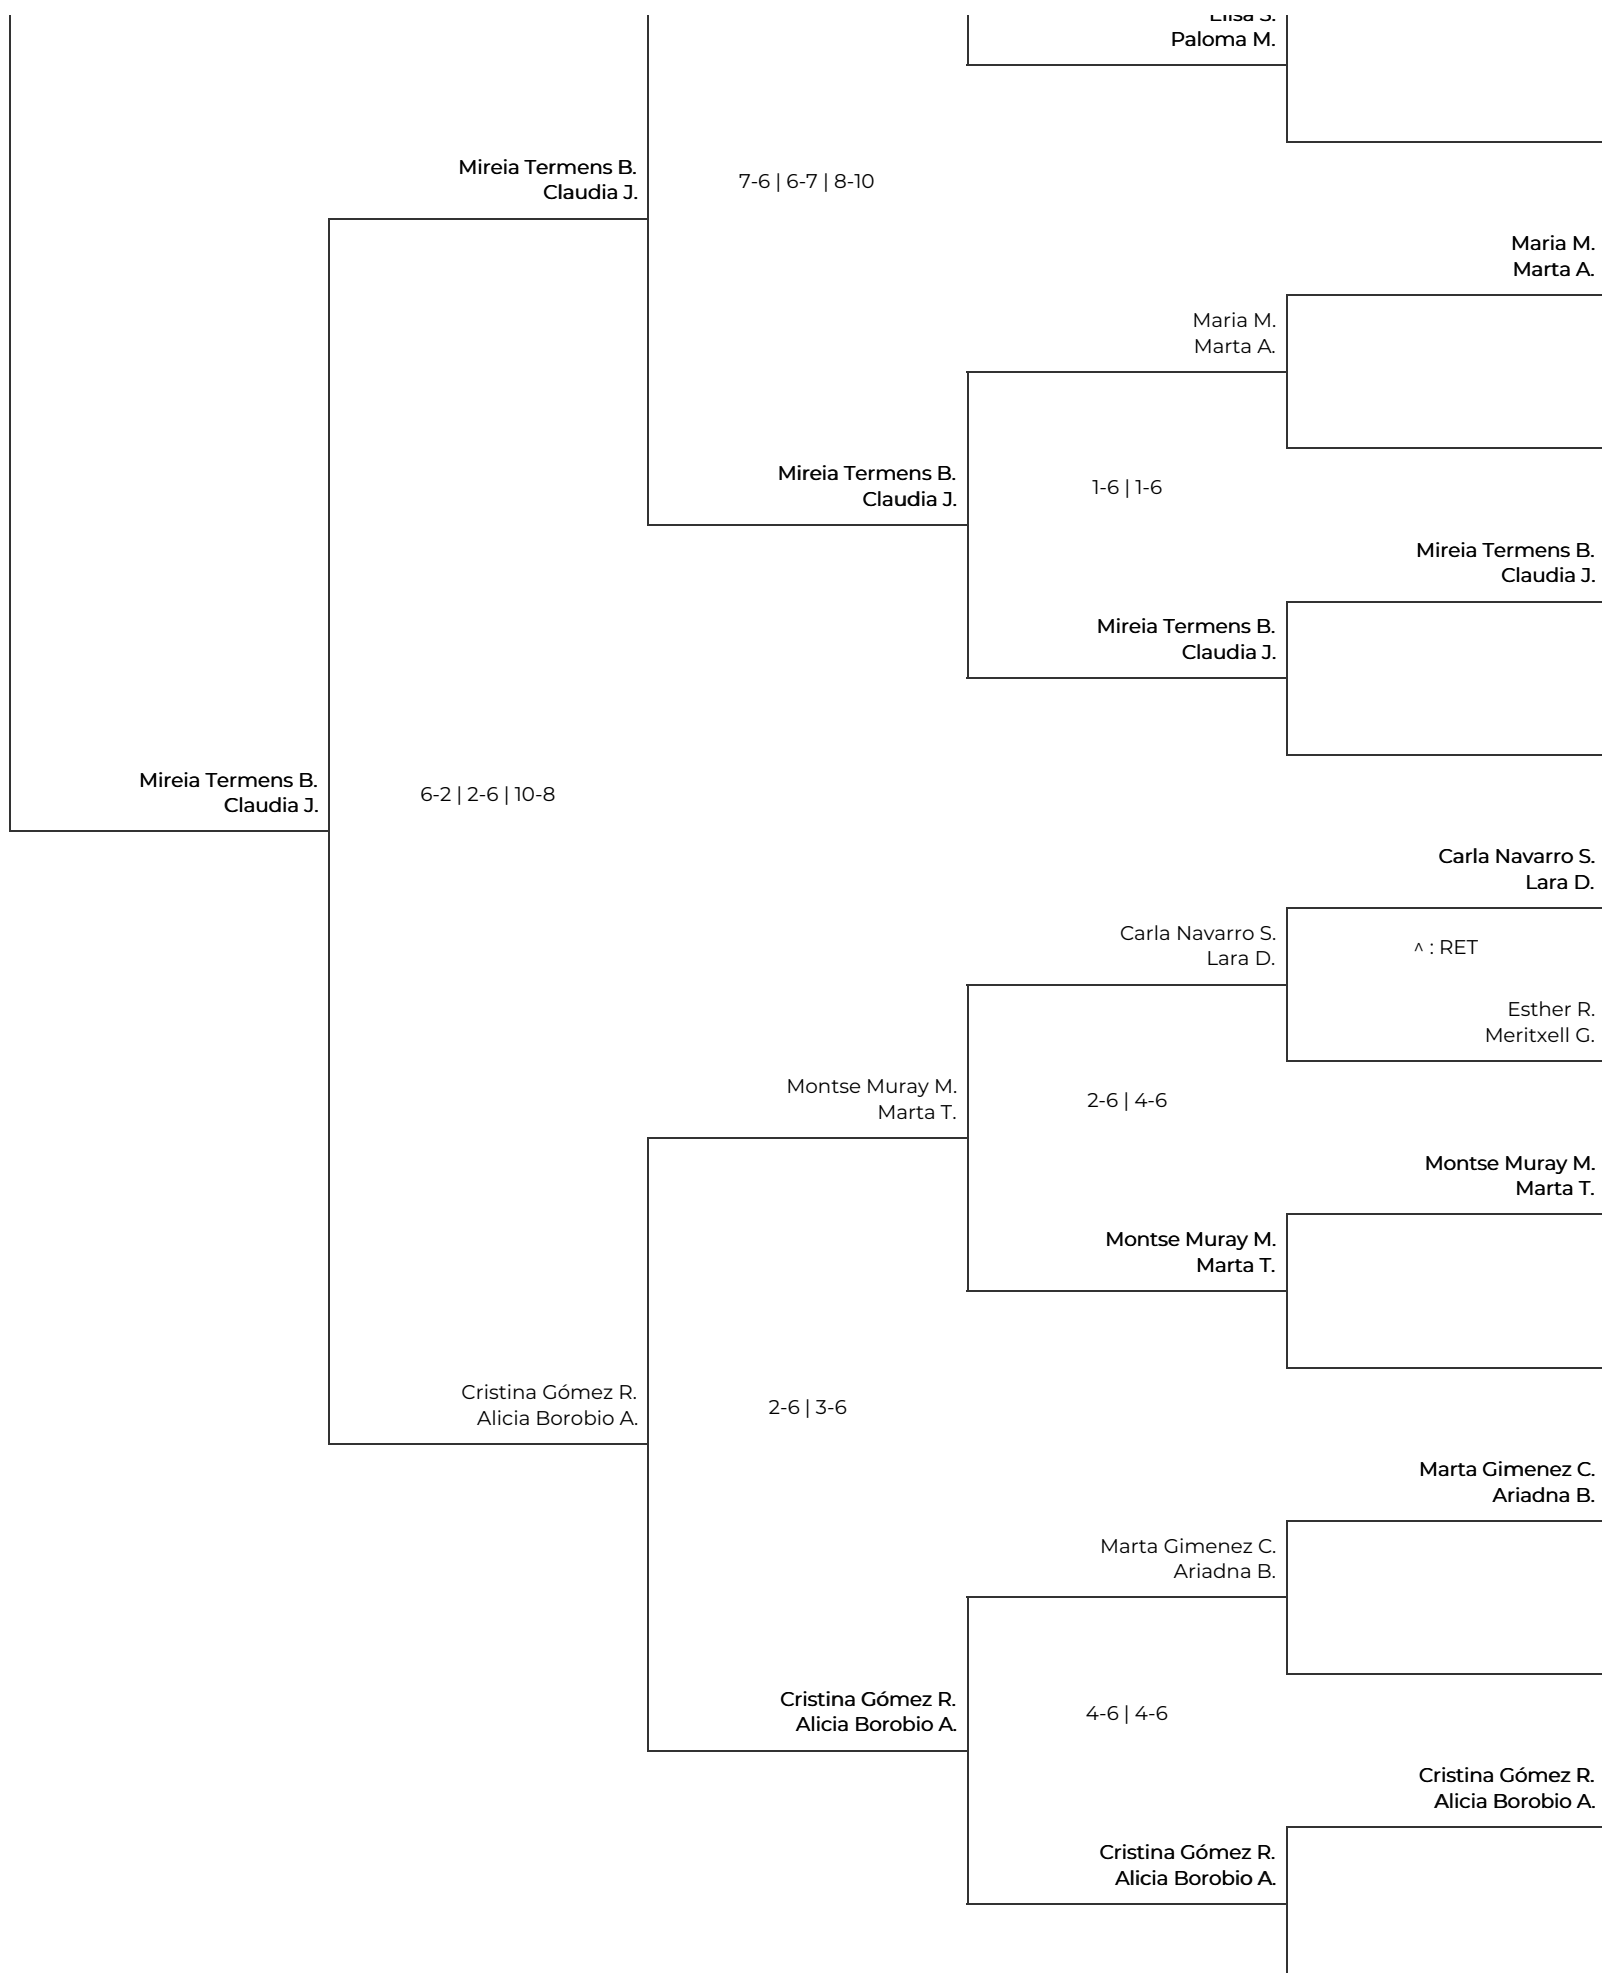 Paloma M.
Mireia Termens B.
Claudia J.
7-6 | 6-7 | 8-10
Maria M.
Marta A.
Maria M.
Marta A.
Mireia Termens B.
Claudia J.
1-6 | 1-6
Mireia Termens B.
Claudia J.
Mireia Termens B.
Claudia J.
Mireia Termens B.
Claudia J.
6-2 | 2-6 | 10-8
Carla Navarro S.
Lara D.
Carla Navarro S.
Lara D.
^ : RET
Esther R.
Meritxell G.
Montse Muray M.
Marta T.
2-6 | 4-6
Montse Muray M.
Marta T.
Montse Muray M.
Marta T.
Cristina Gómez R.
Alicia Borobio A.
2-6 | 3-6
Marta Gimenez C.
Ariadna B.
Marta Gimenez C.
Ariadna B.
Cristina Gómez R.
Alicia Borobio A.
4-6 | 4-6
Cristina Gómez R.
Alicia Borobio A.
Cristina Gómez R.
Alicia Borobio A.